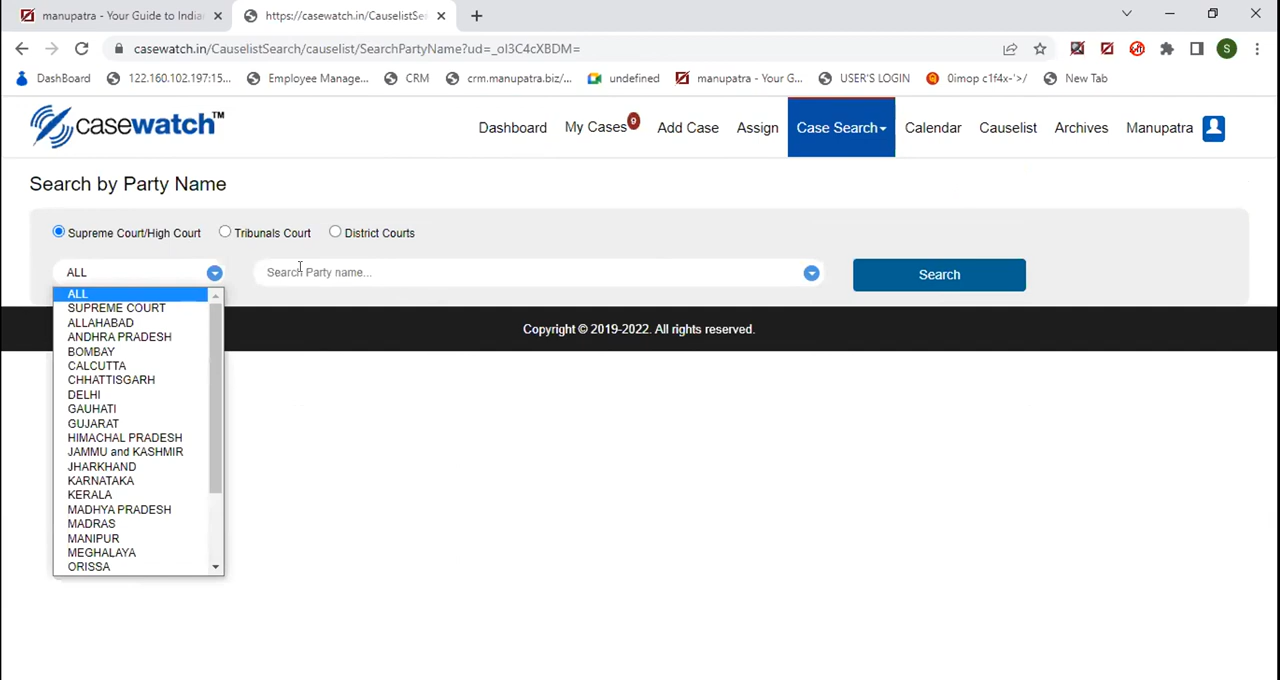 manupatra - Your Guide to India
https://casewatch.in/CauselistSe
casewatch.in/CauselistSearch/causelist/SearchPartyName?ud=_oI3C4cXBDM=
S
DashBoard 122.160.102.197:15... Employee Manage... CRM crm.manupatra.biz/... undefined manupatra - Your G... USER'S LOGIN 0imop c1f4x-'>/ New Tab
casewatch™
Dashboard My Cases 9 Add Case Assign Case Search Calendar Causelist Archives Manupatra
Search by Party Name
Supreme Court/High Court Tribunals Court District Courts
ALL Search Party name... Search
ALL
SUPREME COURT
ALLAHABAD
ANDHRA PRADESH
BOMBAY
CALCUTTA
CHHATTISGARH
DELHI
GAUHATI
GUJARAT
HIMACHAL PRADESH
JAMMU and KASHMIR
JHARKHAND
KARNATAKA
KERALA
MADHYA PRADESH
MADRAS
MANIPUR
MEGHALAYA
ORISSA
Copyright © 2019-2022. All rights reserved.